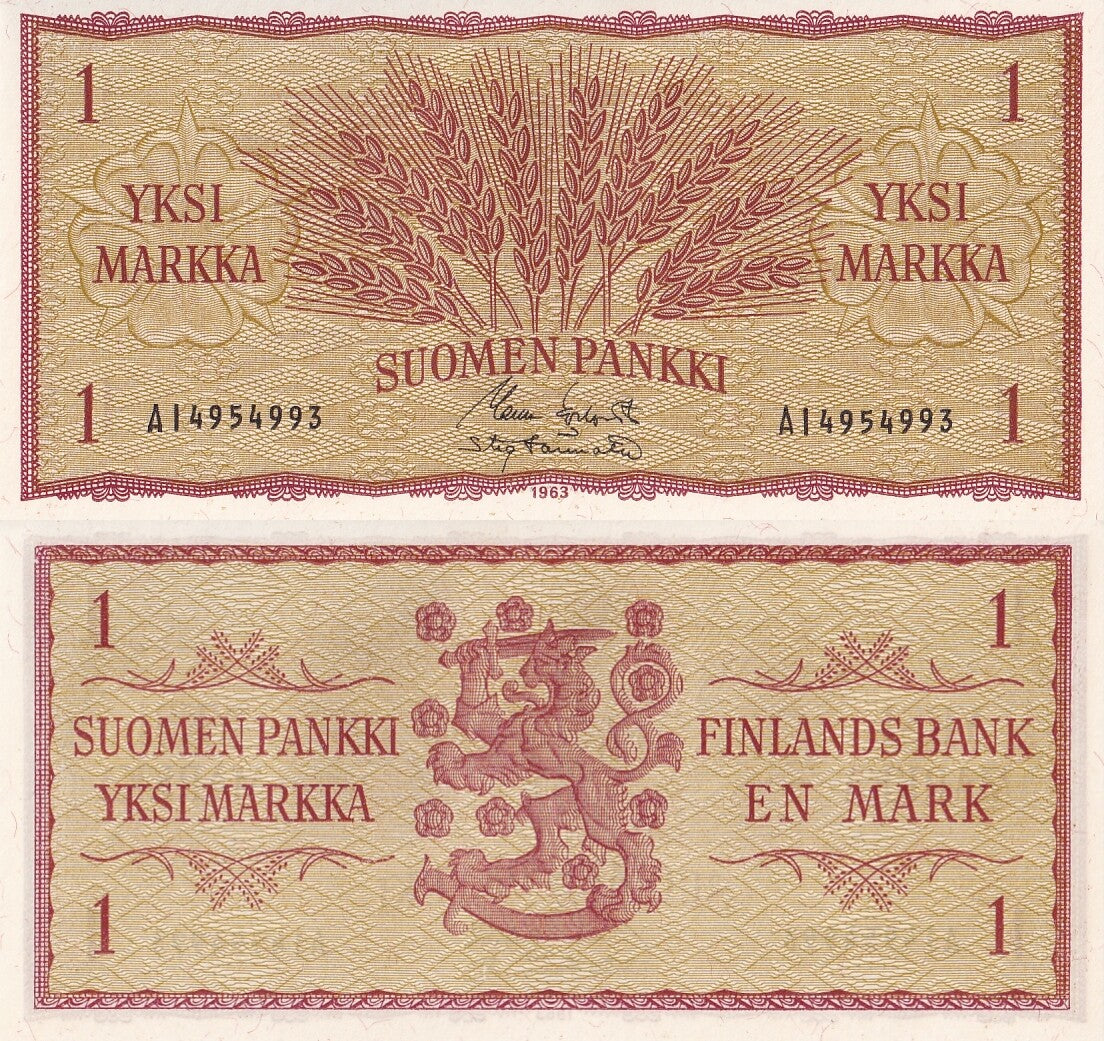 1 1
YKSI YKSI
MARKKA MARKKA
SUOMEN PANKKI
1 1
A14954993 A14954993
1963
1 1
SUOMEN PANKKI FINLANDS BANK
YKSI MARKKA EN MARK
1 1